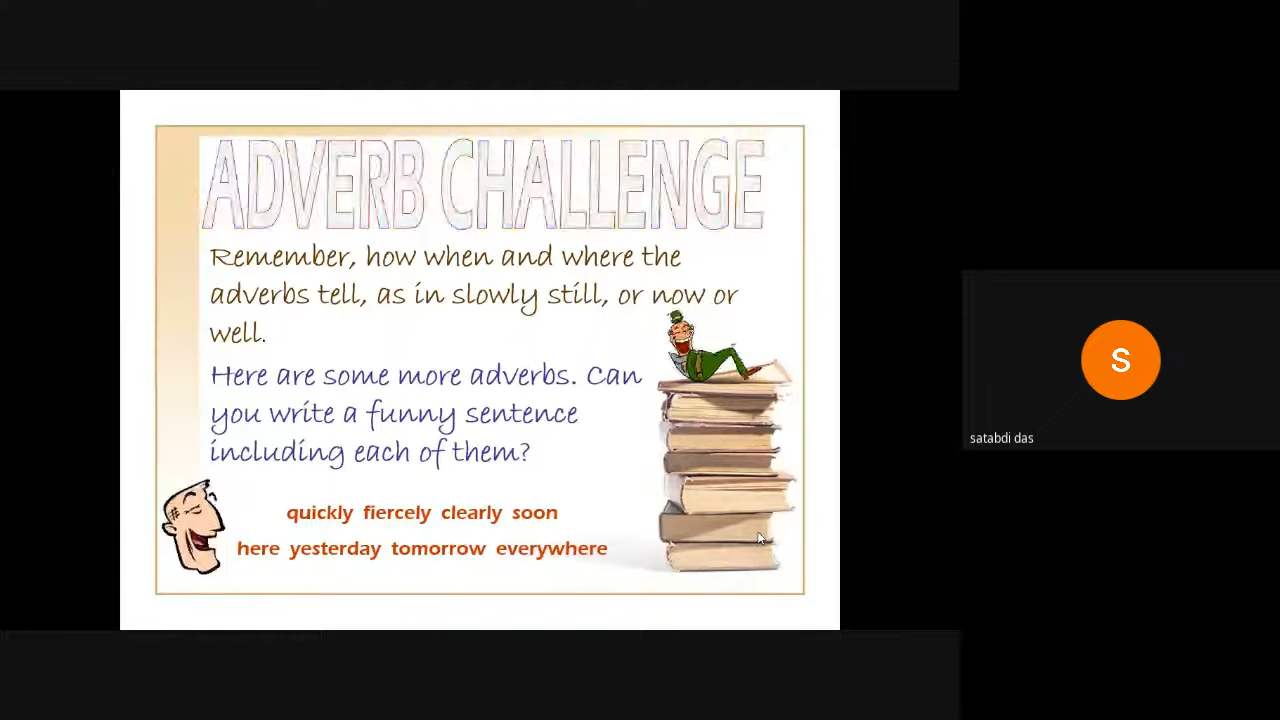 ADVERB CHALLENGE
Remember, how when and where the
adverbs tell, as in slowly still, or now or
well.
Here are some more adverbs. Can
you write a funny sentence
including each of them?
quickly fiercely clearly soon
here yesterday tomorrow everywhere
S
satabdi das